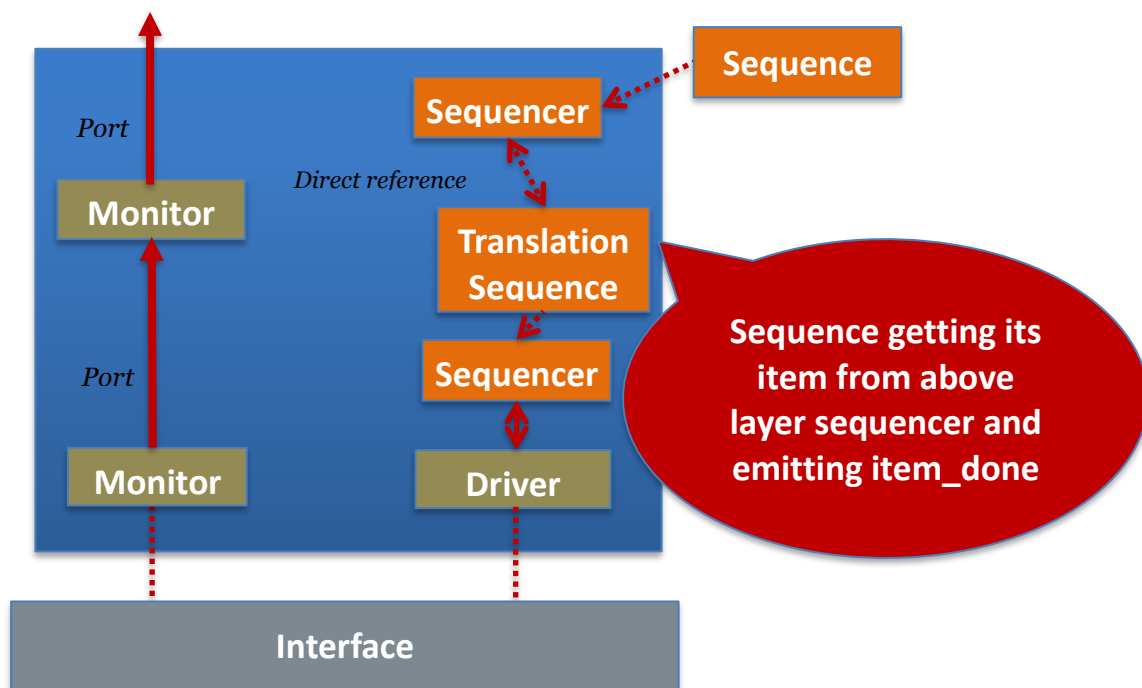 Sequence
Sequencer
Port
Direct reference
Monitor
Translation
Sequence
Sequence getting its
item from above
layer sequencer and
emitting item_done
Port
Sequencer
Monitor
Driver
Interface